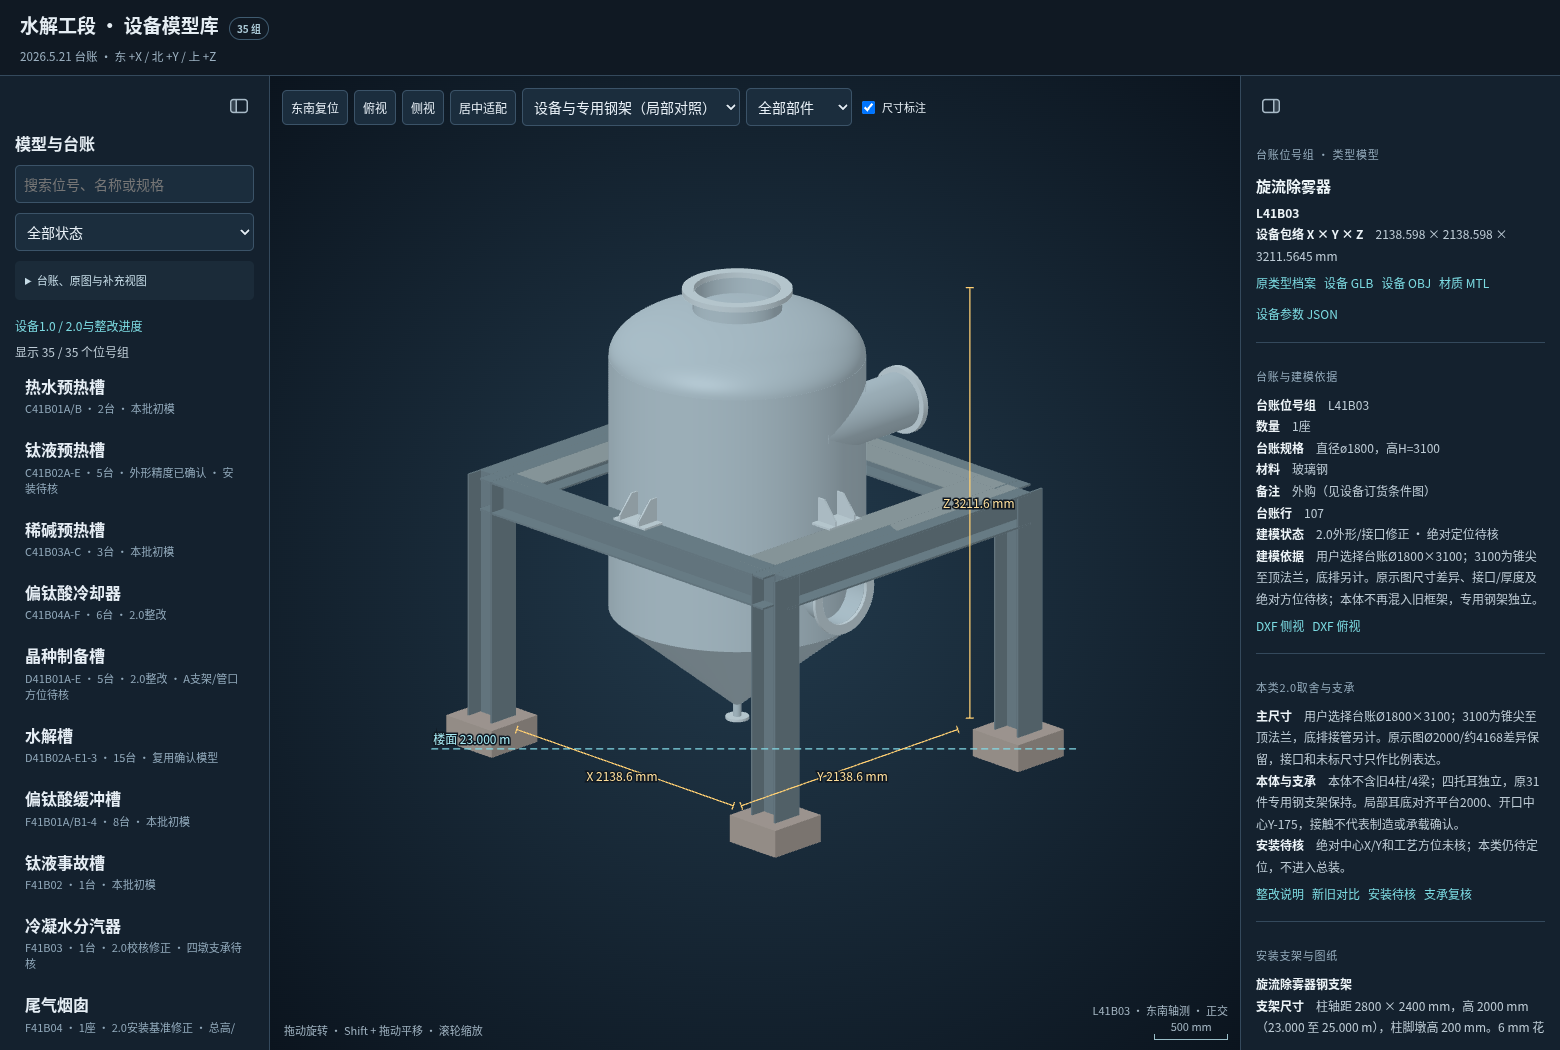 水解工段 · 设备模型库 35 组
2026.5.21 台账 · 东 +X / 北 +Y / 上 +Z
模型与台账
搜索位号、名称或规格
全部状态
台账、原图与补充视图
设备1.0 / 2.0与整改进度
显示 35 / 35 个位号组
热水预热槽
C41B01A/B · 2台 · 本批初模
钛液预热槽
C41B02A-E · 5台 · 外形精度已确认 · 安
装待核
稀碱预热槽
C41B03A-C · 3台 · 本批初模
偏钛酸冷却器
C41B04A-F · 6台 · 2.0整改
晶种制备槽
D41B01A-E · 5台 · 2.0整改 · A支架/管口
方位待核
水解槽
D41B02A-E1-3 · 15台 · 复用确认模型
偏钛酸缓冲槽
F41B01A/B1-4 · 8台 · 本批初模
钛液事故槽
F41B02 · 1台 · 本批初模
冷凝水分汽器
F41B03 · 1台 · 2.0校核修正 · 四墩支承待
核
尾气烟囱
F41B04 · 1座 · 2.0安装基准修正 · 总高/
东南复位 俯视 侧视 居中适配 设备与专用钢架（局部对照） 全部部件 尺寸标注
Z 3211.6 mm
楼面 23.000 m
X 2138.6 mm
Y 2138.6 mm
拖动旋转 · Shift + 拖动平移 · 滚轮缩放
L41B03 · 东南轴测 · 正交
500 mm
台账位号组 · 类型模型
旋流除雾器
L41B03
设备包络 X × Y × Z 2138.598 × 2138.598 ×
3211.5645 mm
原类型档案 设备 GLB 设备 OBJ 材质 MTL
设备参数 JSON
台账与建模依据
台账位号组 L41B03
数量 1座
台账规格 直径ø1800，高H=3100
材料 玻璃钢
备注 外购（见设备订货条件图）
台账行 107
建模状态 2.0外形/接口修正 · 绝对定位待核
建模依据 用户选择台账Ø1800×3100；3100为锥尖
至顶法兰，底排另计。原示图尺寸差异、接口/厚度及
绝对方位待核；本体不再混入旧框架，专用钢架独立。
DXF 侧视 DXF 俯视
本类2.0取舍与支承
主尺寸 用户选择台账Ø1800×3100；3100为锥尖至
顶法兰，底排接管另计。原示图Ø2000/约4168差异保
留，接口和未标尺寸只作比例表达。
本体与支承 本体不含旧4柱/4梁；四托耳独立，原31
件专用钢支架保持。局部耳底对齐平台2000、开口中
心Y-175，接触不代表制造或承载确认。
安装待核 绝对中心X/Y和工艺方位未核；本类仍待定
位，不进入总装。
整改说明 新旧对比 安装待核 支承复核
安装支架与图纸
旋流除雾器钢支架
支架尺寸 柱轴距 2800 × 2400 mm，高 2000 mm
（23.000 至 25.000 m），柱脚墩高 200 mm。6 mm 花